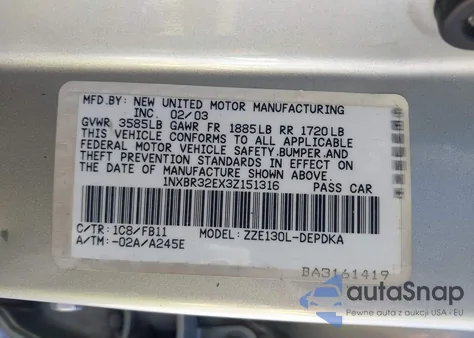 MFD.BY: NEW UNITED MOTOR MANUFACTURING
INC. 02/03
GVWR 3585LB GAWR FR 1885LB RR 1720LB
THIS VEHICLE CONFORMS TO ALL APPLICABLE
FEDERAL MOTOR VEHICLE SAFETY,BUMPER,AND
THEFT PREVENTION STANDARDS IN EFFECT ON
THE DATE OF MANUFACTURE SHOWN ABOVE.
1NXBR32EX3Z151316 PASS CAR
C/TR: 1C8/FB11 MODEL: ZZE130L-DEPDKA
A/TM: -02A/A245E
BA3161419
autoSnap
Pewne auta z USA i EU